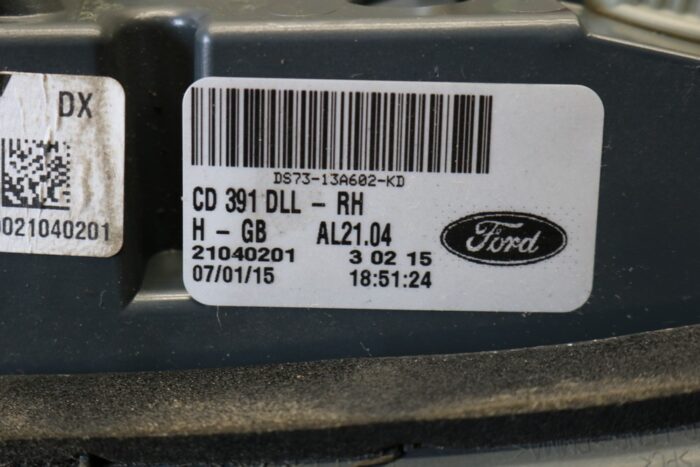 DX
0021040201
DS73-13A602-KD
CD 391 DLL - RH
H - GB AL21.04
21040201 3 02 15
07/01/15 18:51:24
Ford